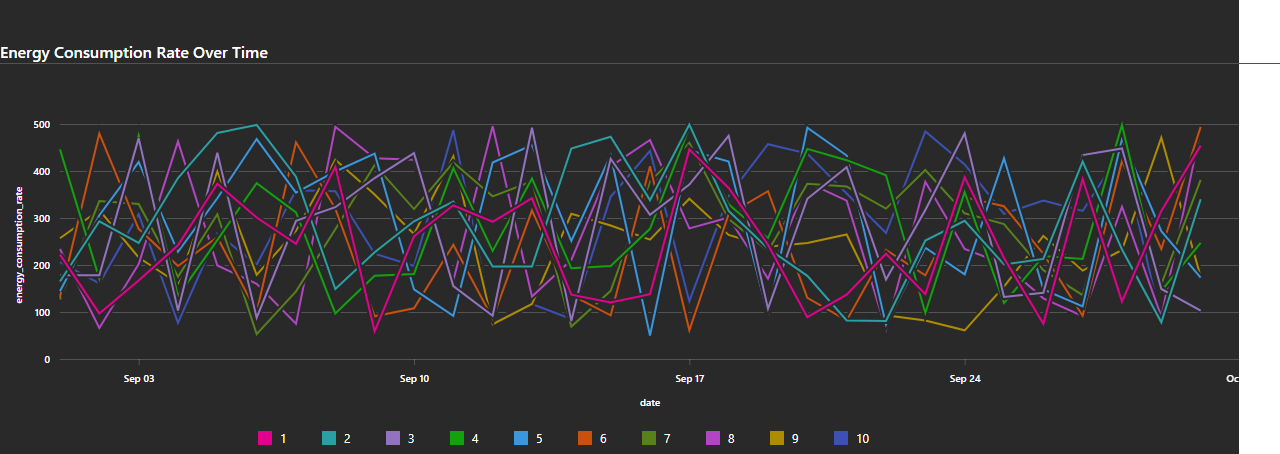 Energy Consumption Rate Over Time
500
400
300
200
100
0
energy_consumption_rate
Sep 03 Sep 10 Sep 17 Sep 24 Oc
date
1 2 3 4 5 6 7 8 9 10